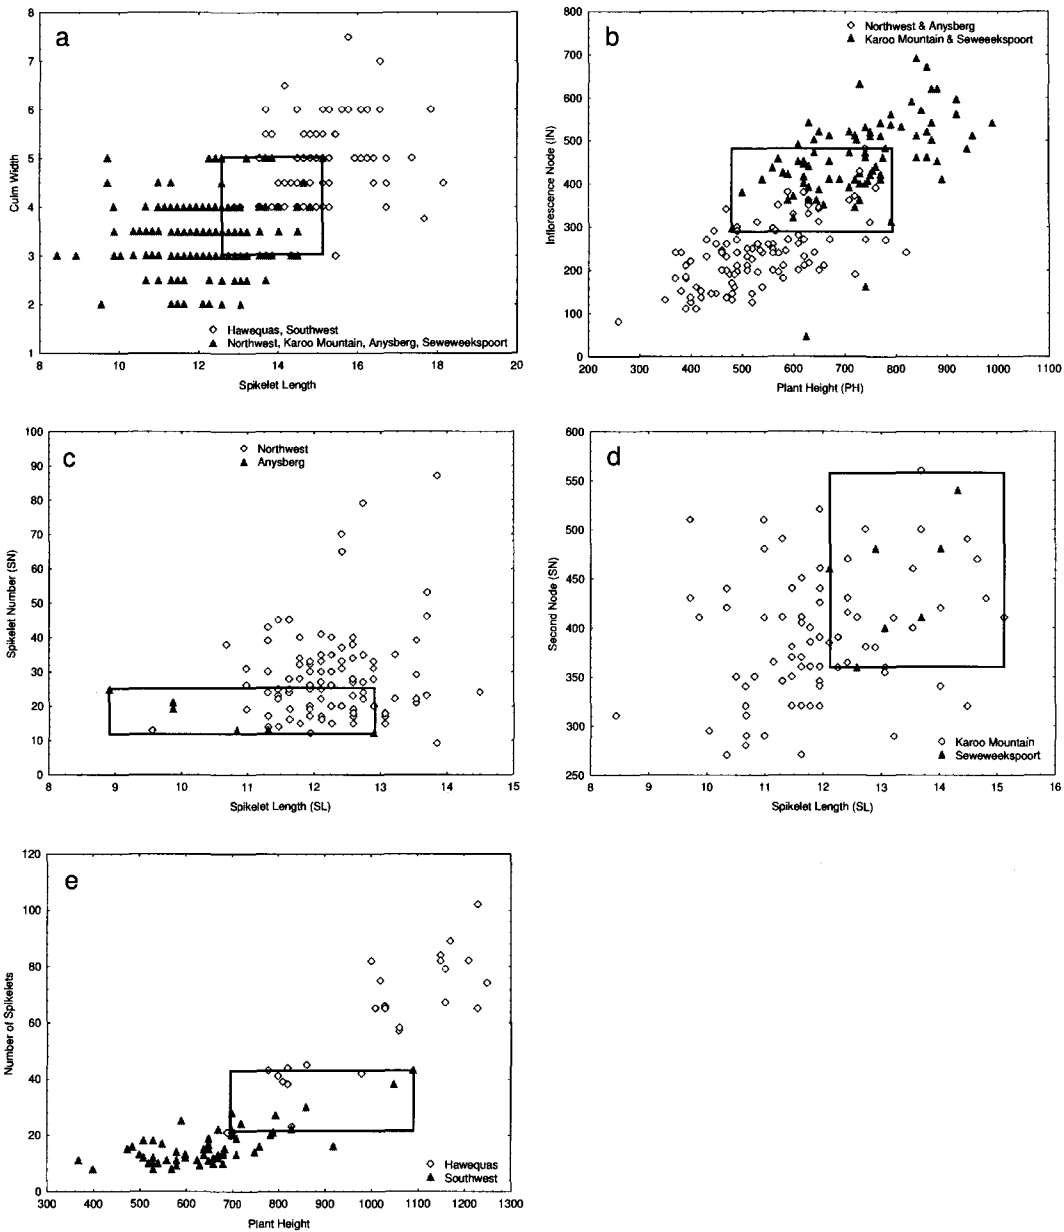 a
8
7
6
5
4
3
2
1
Culm Width
8 10 12 14 16 18 20
Spikelet Length
Hawequas, Southwest
Northwest, Karoo Mountain, Anysberg, Seweweekspoort
b
800
700
600
500
400
300
200
100
0
Inflorescence Node (IN)
200 300 400 500 600 700 800 900 1000 1100
Plant Height (PH)
Northwest & Anysberg
Karoo Mountain & Seweeekspoort
c
100
90
80
70
60
50
40
30
20
10
0
Spikelet Number (SN)
8 9 10 11 12 13 14 15
Spikelet Length (SL)
Northwest
Anysberg
d
600
550
500
450
400
350
300
250
Second Node (SN)
8 9 10 11 12 13 14 15 16
Spikelet Length (SL)
Karoo Mountain
Seweweekspoort
e
120
100
80
60
40
20
0
Number of Spikelets
300 400 500 600 700 800 900 1000 1100 1200 1300
Plant Height
Hawequas
Southwest